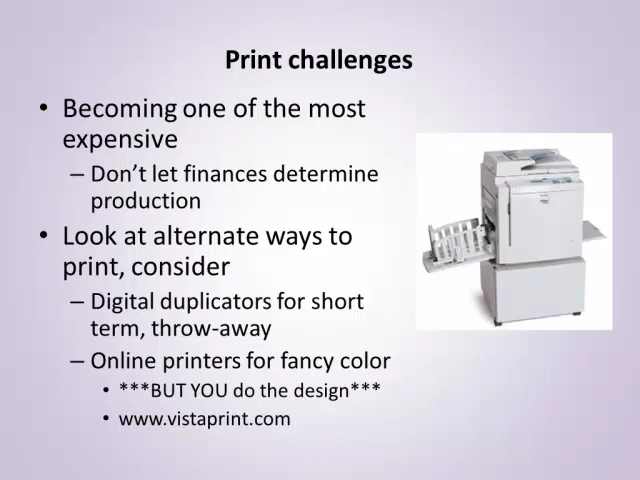 Print challenges
• Becoming one of the most
expensive
– Don't let finances determine
production
• Look at alternate ways to
print, consider
– Digital duplicators for short
term, throw-away
– Online printers for fancy color
• ***BUT YOU do the design***
• www.vistaprint.com